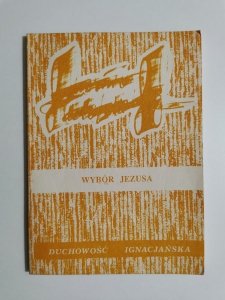 WYBÓR JEZUSA
DUCHOWOŚĆ IGNACJAŃSKA